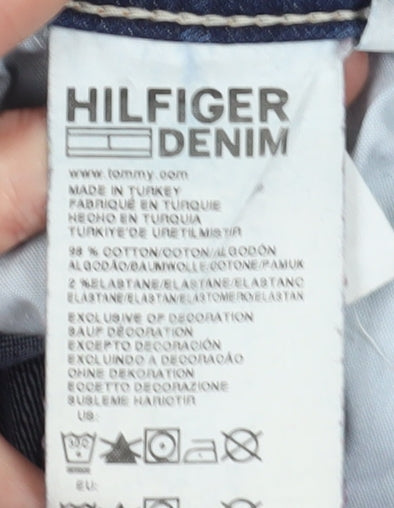 HILFIGER
DENIM
www.tommy.com
MADE IN TURKEY
FABRIQUÉ EN TURQUIE
HECHO EN TURQUIA
TURKIYE'DE URETILMISTIR
98 % COTTON/COTON/ALGODÓN
ALGODÃO/BAUMWOLLE/COTONE/PAMUK
2 %ELASTANE/ELASTANE/ELASTANO
ELASTANE/ELASTAN/ELASTOMERO/ELASTAN
EXCLUSIVE OF DECORATION
SAUF DÉCORATION
EXCEPTO DECORACIÓN
EXCLUINDO A DECORAÇÃO
OHNE DEKORATION
ECCETTO DECORAZIONE
SUSLEME HARICTIR
US:
EU: